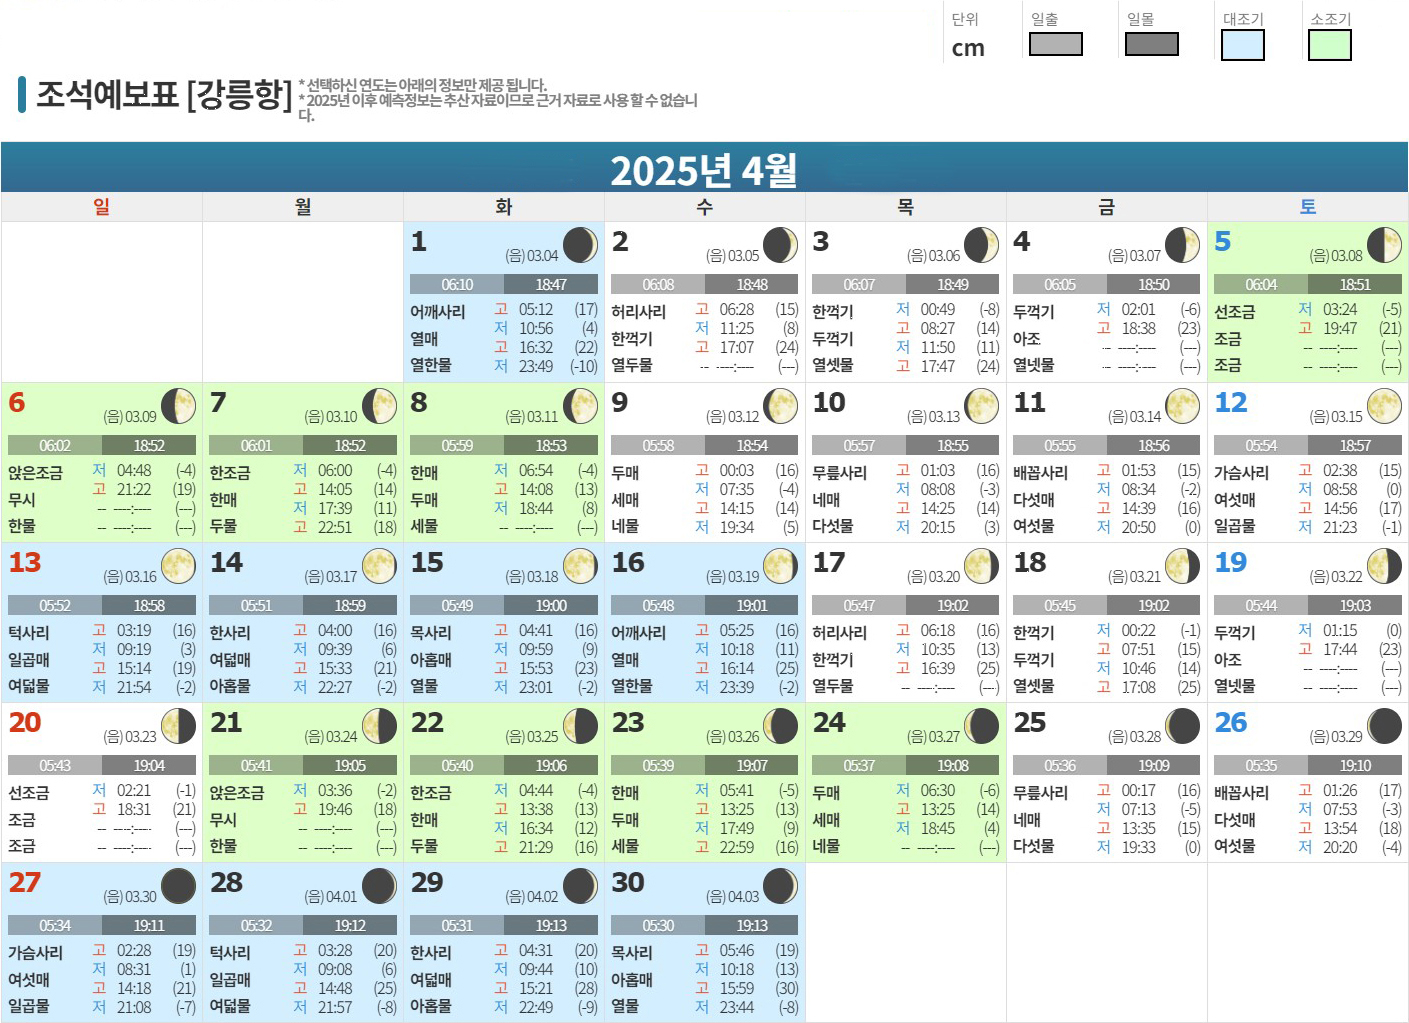 단위 일출 일몰 대조기 소조기
cm
조석예보표 [강릉항]
* 선택하신 연도는 아래의 정보만 제공 됩니다.
* 2025년 이후 예측정보는 추산 자료이므로 근거 자료로 사용 할 수 없습니
다.
2025년 4월
일 월 화 수 목 금 토
1 (음) 03.04
06:10 18:47
어깨사리 고 05:12 (17)
저 10:56 (4)
열매 고 16:32 (22)
열한물 저 23:49 (-10)
2 (음) 03.05
06:08 18:48
허리사리 고 06:28 (15)
저 11:25 (8)
한꺽기 고 17:07 (24)
열두물 -- ----:---- (---)
3 (음) 03.06
06:07 18:49
한꺽기 저 00:49 (-8)
고 08:27 (14)
두꺽기 저 11:50 (11)
열셋물 고 17:47 (24)
4 (음) 03.07
06:05 18:50
두꺽기 저 02:01 (-6)
고 18:38 (23)
아조 -- ----:---- (---)
열넷물 -- ----:---- (---)
5 (음) 03.08
06:04 18:51
선조금 저 03:24 (-5)
고 19:47 (21)
조금 -- ----:---- (---)
조금 -- ----:---- (---)
6 (음) 03.09
06:02 18:52
앉은조금 저 04:48 (-4)
고 21:22 (19)
무시 -- ----:---- (---)
한물 -- ----:---- (---)
7 (음) 03.10
06:01 18:52
한조금 저 06:00 (-4)
고 14:05 (14)
한매 저 17:39 (11)
두물 고 22:51 (18)
8 (음) 03.11
05:59 18:53
한매 저 06:54 (-4)
고 14:08 (13)
두매 저 18:44 (8)
세물 -- ----:---- (---)
9 (음) 03.12
05:58 18:54
두매 고 00:03 (16)
저 07:35 (-4)
세매 고 14:15 (14)
네물 저 19:34 (5)
10 (음) 03.13
05:57 18:55
무릎사리 고 01:03 (16)
저 08:08 (-3)
네매 고 14:25 (14)
다섯물 저 20:15 (3)
11 (음) 03.14
05:55 18:56
배꼽사리 고 01:53 (15)
저 08:34 (-2)
다섯매 고 14:39 (16)
여섯물 저 20:50 (0)
12 (음) 03.15
05:54 18:57
가슴사리 고 02:38 (15)
저 08:58 (0)
여섯매 고 14:56 (17)
일곱물 저 21:23 (-1)
13 (음) 03.16
05:52 18:58
턱사리 고 03:19 (16)
저 09:19 (3)
일곱매 고 15:14 (19)
여덟물 저 21:54 (-2)
14 (음) 03.17
05:51 18:59
한사리 고 04:00 (16)
저 09:39 (6)
여덟매 고 15:33 (21)
아홉물 저 22:27 (-2)
15 (음) 03.18
05:49 19:00
목사리 고 04:41 (16)
저 09:59 (9)
아홉매 고 15:53 (23)
열물 저 23:01 (-2)
16 (음) 03.19
05:48 19:01
어깨사리 고 05:25 (16)
저 10:18 (11)
열매 고 16:14 (25)
열한물 저 23:39 (-2)
17 (음) 03.20
05:47 19:02
허리사리 고 06:18 (16)
저 10:35 (13)
한꺽기 고 16:39 (25)
열두물 -- ----:---- (---)
18 (음) 03.21
05:45 19:02
한꺽기 저 00:22 (-1)
고 07:51 (15)
두꺽기 저 10:46 (14)
열셋물 고 17:08 (25)
19 (음) 03.22
05:44 19:03
두꺽기 저 01:15 (0)
고 17:44 (23)
아조 -- ----:---- (---)
열넷물 -- ----:---- (---)
20 (음) 03.23
05:43 19:04
선조금 저 02:21 (-1)
고 18:31 (21)
조금 -- ----:---- (---)
조금 -- ----:---- (---)
21 (음) 03.24
05:41 19:05
앉은조금 저 03:36 (-2)
고 19:46 (18)
무시 -- ----:---- (---)
한물 -- ----:---- (---)
22 (음) 03.25
05:40 19:06
한조금 저 04:44 (-4)
고 13:38 (13)
한매 저 16:34 (12)
두물 고 21:29 (16)
23 (음) 03.26
05:39 19:07
한매 저 05:41 (-5)
고 13:25 (13)
두매 저 17:49 (9)
세물 고 22:59 (16)
24 (음) 03.27
05:37 19:08
두매 저 06:30 (-6)
고 13:25 (14)
세매 저 18:45 (4)
네물 -- ----:---- (---)
25 (음) 03.28
05:36 19:09
무릎사리 고 00:17 (16)
저 07:13 (-5)
네매 고 13:35 (15)
다섯물 저 19:33 (0)
26 (음) 03.29
05:35 19:10
배꼽사리 고 01:26 (17)
저 07:53 (-3)
다섯매 고 13:54 (18)
여섯물 저 20:20 (-4)
27 (음) 03.30
05:34 19:11
가슴사리 고 02:28 (19)
저 08:31 (1)
여섯매 고 14:18 (21)
일곱물 저 21:08 (-7)
28 (음) 04.01
05:32 19:12
턱사리 고 03:28 (20)
저 09:08 (6)
일곱매 고 14:48 (25)
여덟물 저 21:57 (-8)
29 (음) 04.02
05:31 19:13
한사리 고 04:31 (20)
저 09:44 (10)
여덟매 고 15:21 (28)
아홉물 저 22:49 (-9)
30 (음) 04.03
05:30 19:13
목사리 고 05:46 (19)
저 10:18 (13)
아홉매 고 15:59 (30)
열물 저 23:44 (-8)